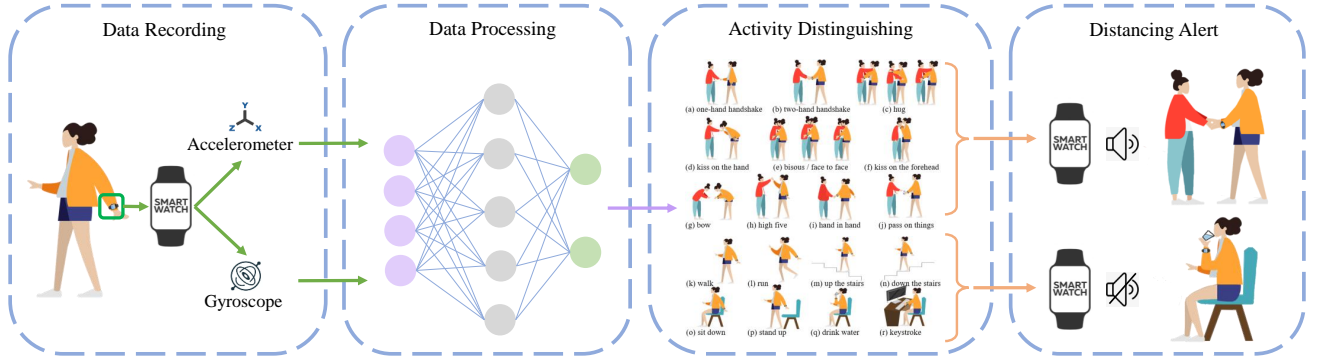 Data Recording
Data Processing
Activity Distinguishing
Distancing Alert
Y
Z X
Accelerometer
SMART
WATCH
Gyroscope
(a) one-hand handshake
(b) two-hand handshake
(c) hug
(d) kiss on the hand
(e) bisous / face to face
(f) kiss on the forehead
(g) bow
(h) high five
(i) hand in hand
(j) pass on things
(k) walk
(l) run
(m) up the stairs
(n) down the stairs
(o) sit down
(p) stand up
(q) drink water
(r) keystroke
SMART
WATCH
SMART
WATCH